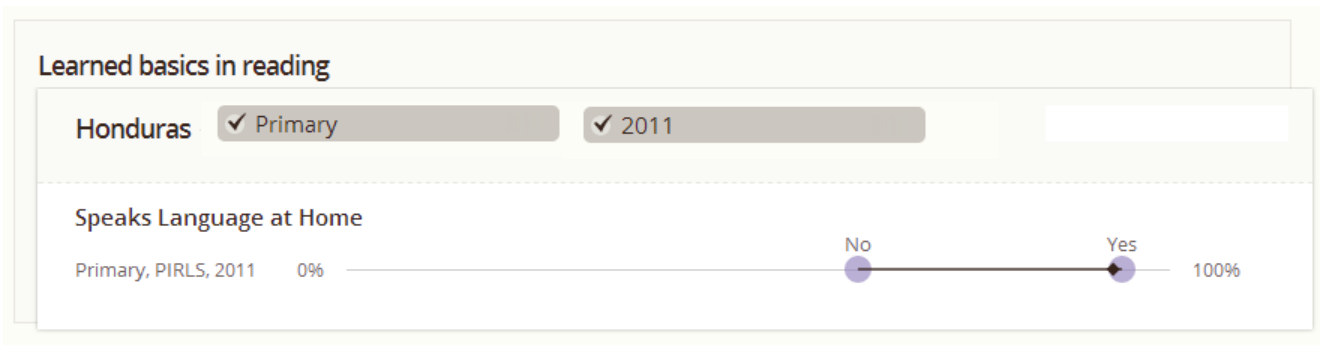 Learned basics in reading
Honduras Primary 2011
Speaks Language at Home
No Yes
Primary, PIRLS, 2011 0% 100%